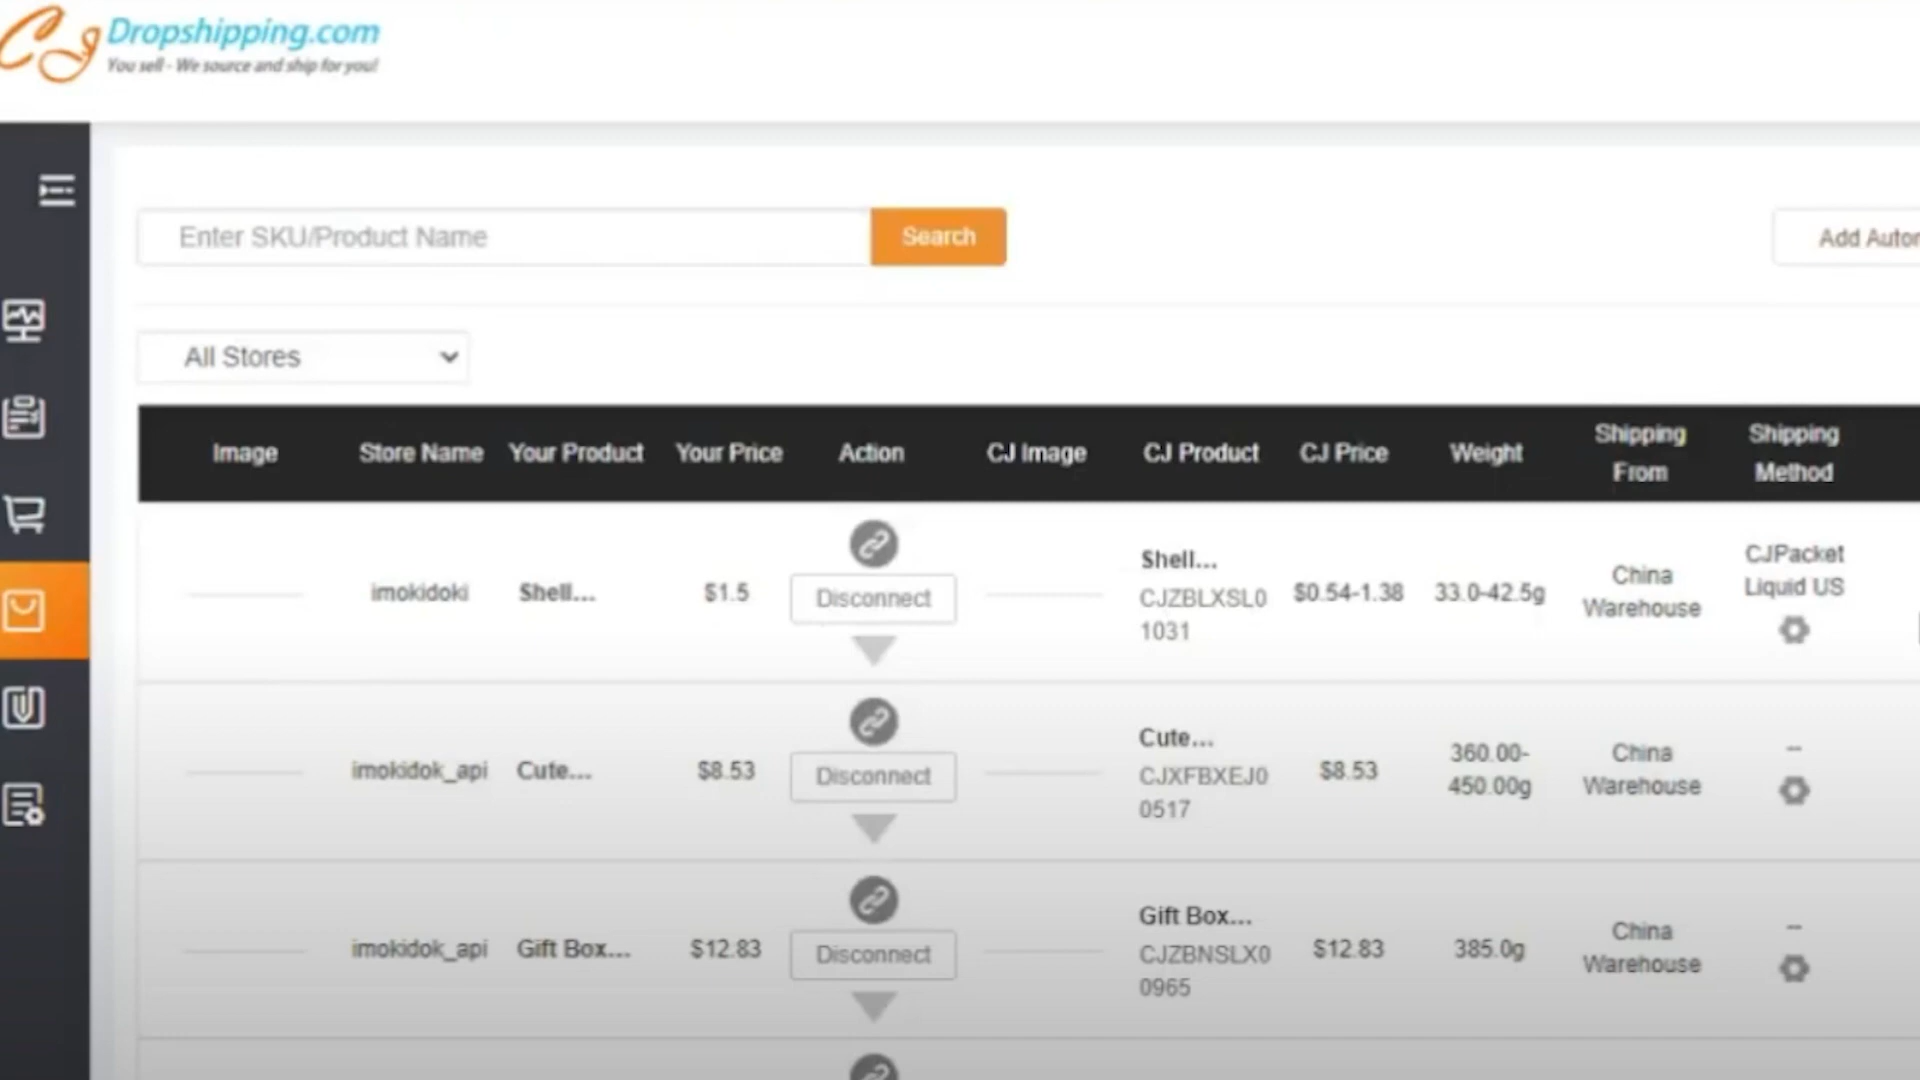 CJ Dropshipping.com
You sell - We source and ship for you!
Enter SKU/Product Name
Search
All Stores
Image Store Name Your Product Your Price Action CJ Image CJ Product CJ Price Weight Shipping From Shipping Method
imokidoki Shell... $1.5 Disconnect Shell... CJZBLXSL0 1031 $0.54-1.38 33.0-42.5g China Warehouse CJPacket Liquid US
imokidok_api Cute... $8.53 Disconnect Cute... CJXFBXEJ0 0517 $8.53 360.00-450.00g China Warehouse --
imokidok_api Gift Box... $12.83 Disconnect Gift Box... CJZBNSLX0 0965 $12.83 385.0g China Warehouse --
Add